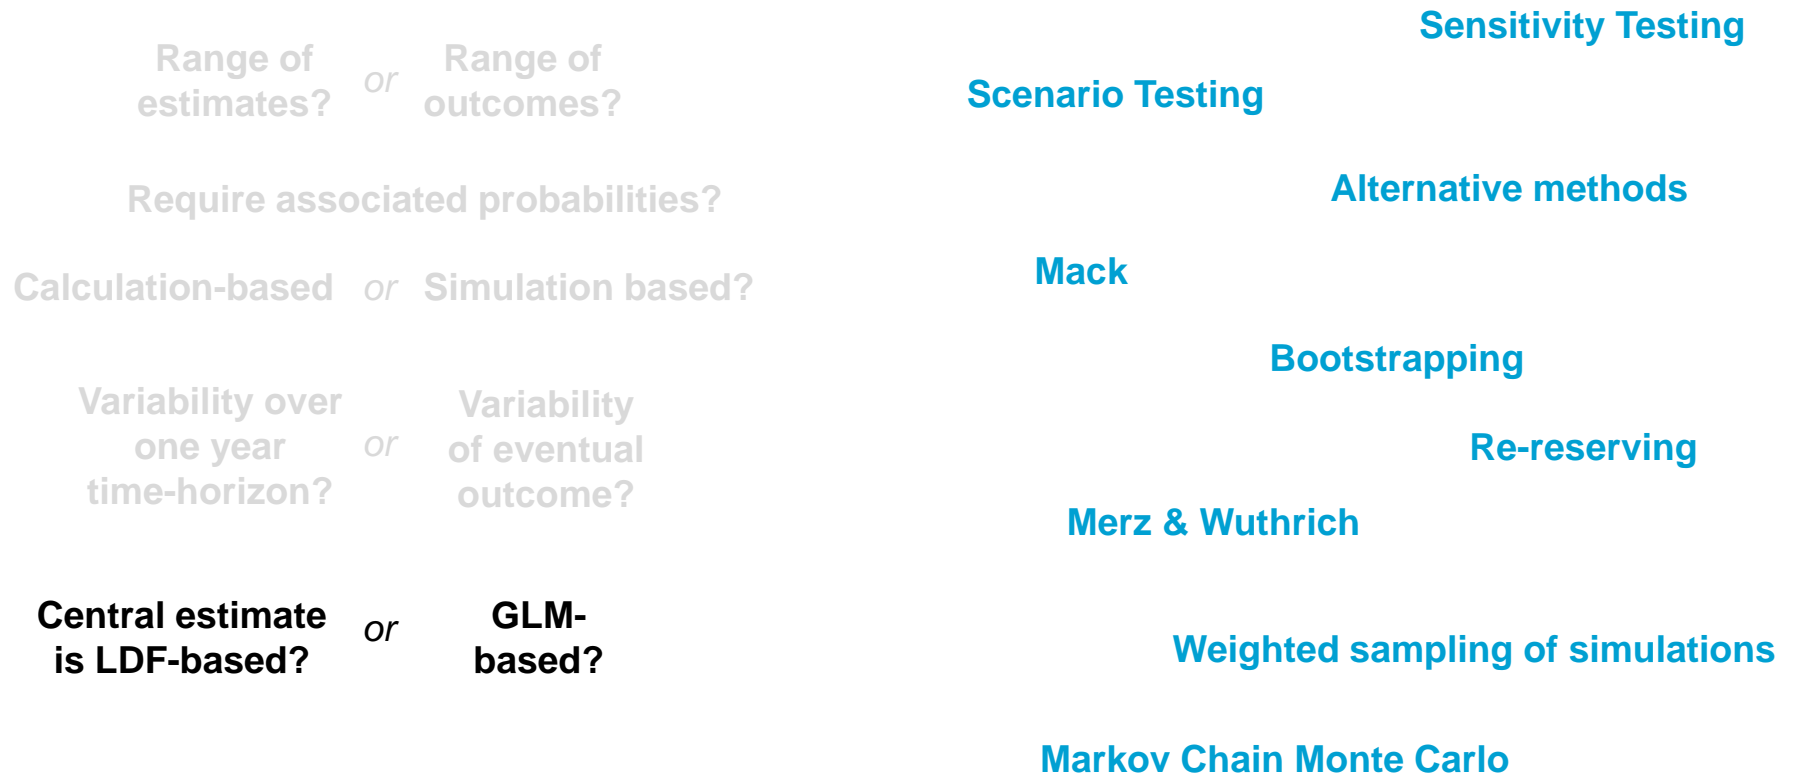 Range of
estimates?
or
Range of
outcomes?
Require associated probabilities?
Calculation-based or Simulation based?
Variability over
one year
time-horizon?
or
Variability
of eventual
outcome?
Central estimate
is LDF-based?
or
GLM-
based?
Sensitivity Testing
Scenario Testing
Alternative methods
Mack
Bootstrapping
Re-reserving
Merz & Wuthrich
Weighted sampling of simulations
Markov Chain Monte Carlo